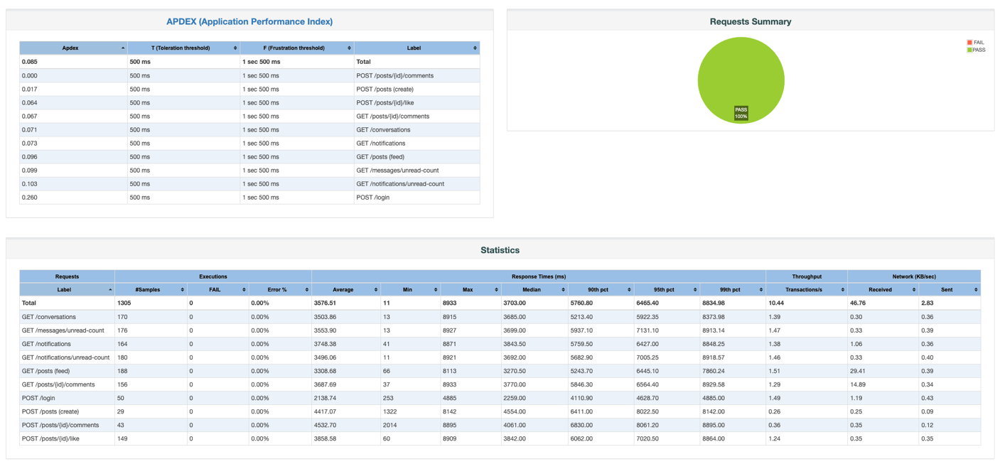 APDEX (Application Performance Index)
Apdex T (Toleration threshold) F (Frustration threshold) Label
0.085 500 ms 1 sec 500 ms Total
0.000 500 ms 1 sec 500 ms POST /posts/{id}/comments
0.017 500 ms 1 sec 500 ms POST /posts (create)
0.064 500 ms 1 sec 500 ms POST /posts/{id}/like
0.067 500 ms 1 sec 500 ms GET /posts/{id}/comments
0.071 500 ms 1 sec 500 ms GET /conversations
0.073 500 ms 1 sec 500 ms GET /notifications
0.096 500 ms 1 sec 500 ms GET /posts (feed)
0.099 500 ms 1 sec 500 ms GET /messages/unread-count
0.103 500 ms 1 sec 500 ms GET /notifications/unread-count
0.260 500 ms 1 sec 500 ms POST /login
Requests Summary
FAIL
PASS
PASS
100%
Statistics
Requests Executions Response Times (ms) Throughput Network (KB/sec)
Label #Samples FAIL Error % Average Min Max Median 90th pct 95th pct 99th pct Transactions/s Received Sent
Total 1305 0 0.00% 3576.51 11 8933 3703.00 5760.80 6465.40 8834.98 10.44 46.76 2.83
GET /conversations 170 0 0.00% 3503.86 13 8915 3685.00 5213.40 5922.35 8373.98 1.39 0.30 0.36
GET /messages/unread-count 176 0 0.00% 3553.90 13 8927 3699.00 5937.10 7131.10 8913.14 1.47 0.33 0.39
GET /notifications 164 0 0.00% 3748.38 41 8871 3843.50 5759.50 6427.00 8848.25 1.38 1.06 0.36
GET /notifications/unread-count 180 0 0.00% 3496.06 11 8921 3692.00 5682.90 7005.25 8918.57 1.46 0.33 0.40
GET /posts (feed) 188 0 0.00% 3308.68 66 8113 3270.50 5243.70 6445.10 7860.24 1.51 29.41 0.39
GET /posts/{id}/comments 156 0 0.00% 3687.69 37 8933 3770.00 5846.30 6564.40 8929.58 1.29 14.89 0.34
POST /login 50 0 0.00% 2138.74 253 4885 2259.00 4110.90 4628.70 4885.00 1.49 1.19 0.43
POST /posts (create) 29 0 0.00% 4417.07 1322 8142 4554.00 6411.00 8022.50 8142.00 0.26 0.25 0.09
POST /posts/{id}/comments 43 0 0.00% 4532.70 2014 8895 4061.00 6830.00 8061.20 8895.00 0.36 0.35 0.12
POST /posts/{id}/like 149 0 0.00% 3858.58 60 8909 3842.00 6062.00 7020.50 8864.00 1.24 0.35 0.35